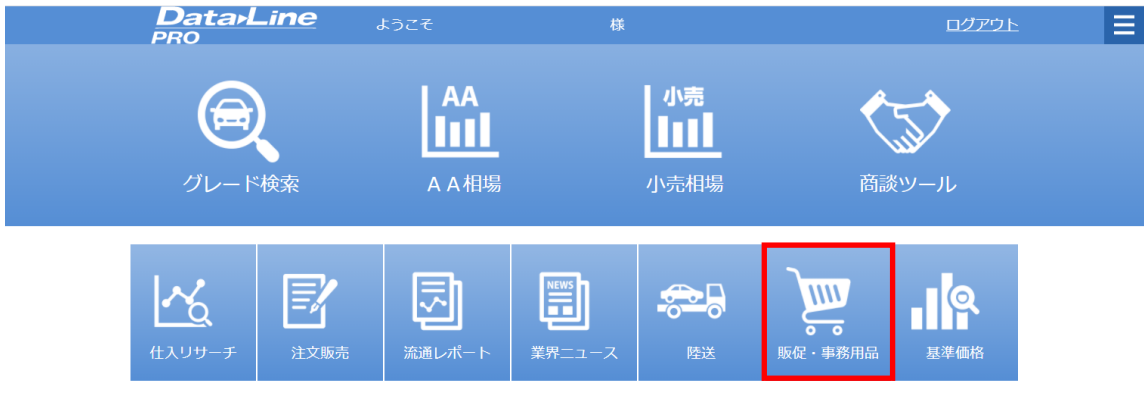 Data Line
PRO
ようこそ 様 ログアウト
AA 小売
グレード検索 ＡＡ相場 小売相場 商談ツール
NEWS
仕入リサーチ 注文販売 流通レポート 業界ニュース 陸送 販促・事務用品 基準価格